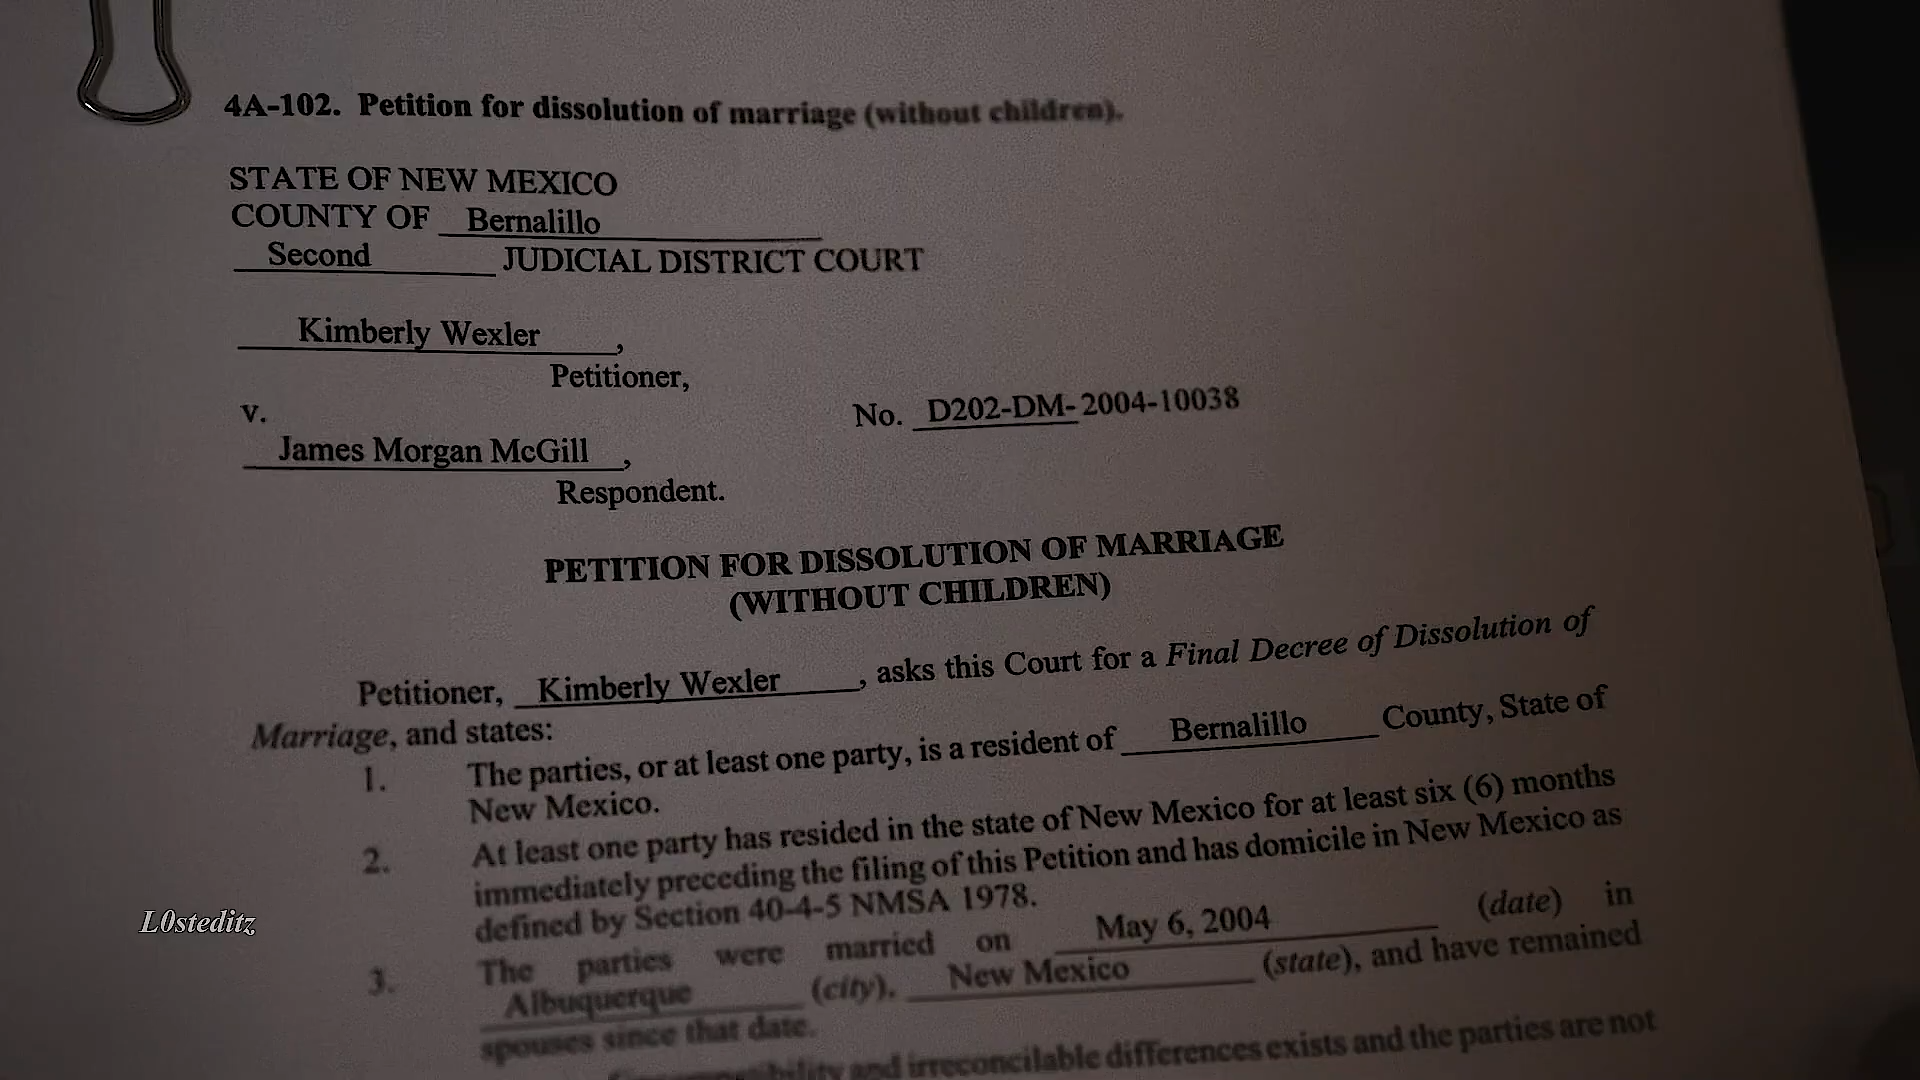 4A-102. Petition for dissolution of marriage (without children).
STATE OF NEW MEXICO
COUNTY OF Bernalillo
Second JUDICIAL DISTRICT COURT
Kimberly Wexler,
Petitioner,
v.
No. D202-DM-2004-10038
James Morgan McGill,
Respondent.
PETITION FOR DISSOLUTION OF MARRIAGE
(WITHOUT CHILDREN)
Petitioner, Kimberly Wexler, asks this Court for a Final Decree of Dissolution of
Marriage, and states:
1. The parties, or at least one party, is a resident of Bernalillo County, State of
New Mexico.
2. At least one party has resided in the state of New Mexico for at least six (6) months
immediately preceding the filing of this Petition and has domicile in New Mexico as
defined by Section 40-4-5 NMSA 1978.
3. The parties were married on May 6, 2004 (date) in
Albuquerque (city), New Mexico (state), and have remained
spouses since that date.
and irreconcilable differences exists and the parties are not
L0steditz